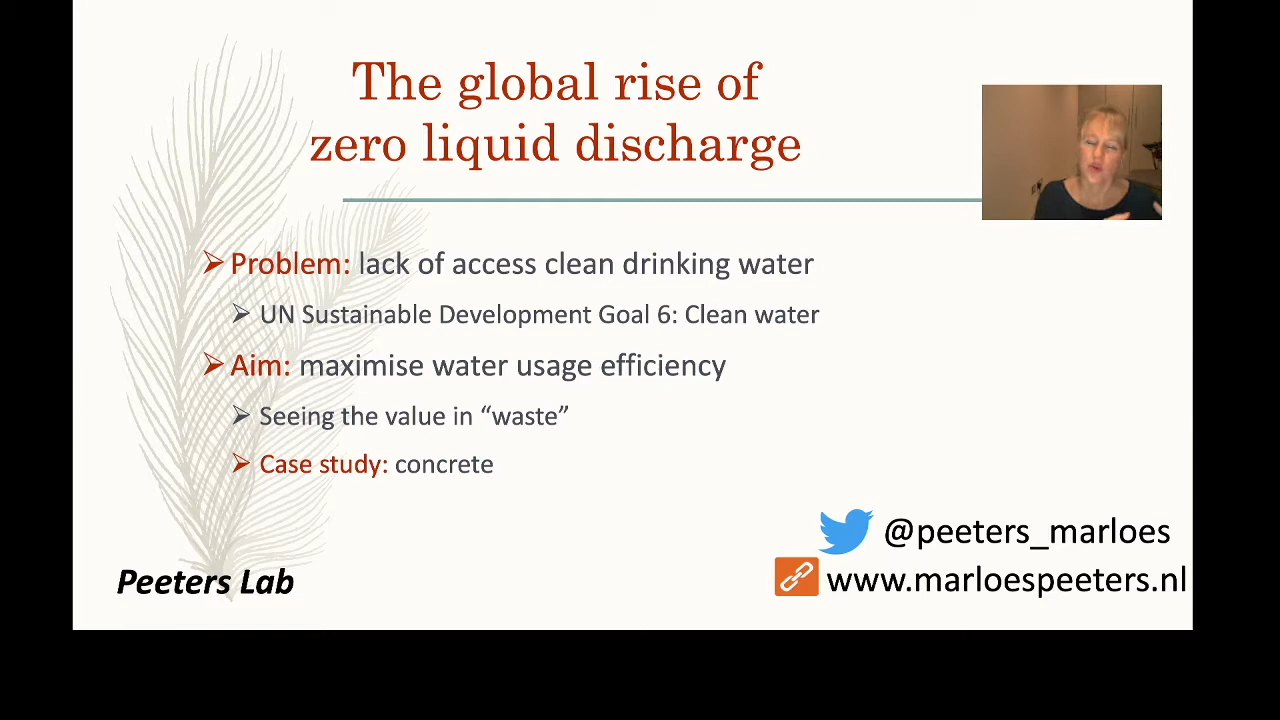 The global rise of
zero liquid discharge
Problem: lack of access clean drinking water
UN Sustainable Development Goal 6: Clean water
Aim: maximise water usage efficiency
Seeing the value in “waste”
Case study: concrete
@peeters_marloes
www.marloespeeters.nl
Peeters Lab